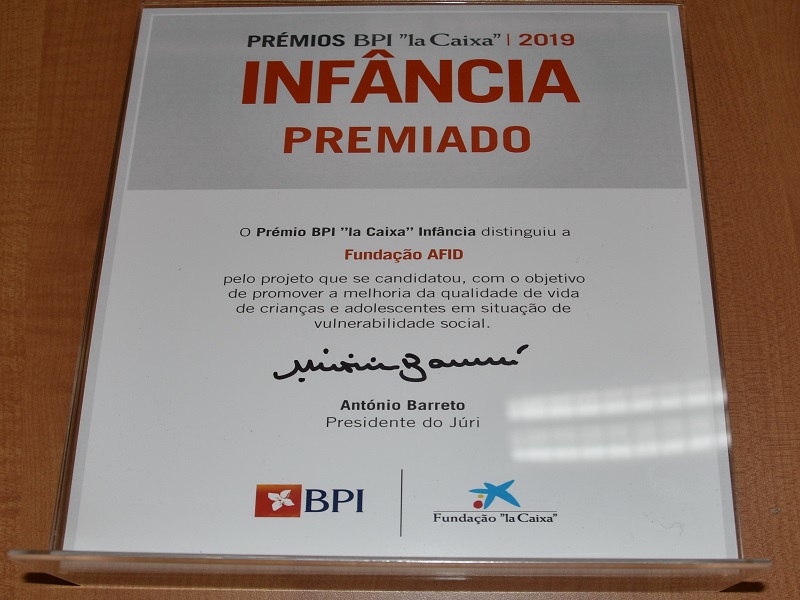 PRÉMIOS BPI "la Caixa" | 2019
INFÂNCIA
PREMIADO
O Prémio BPI "la Caixa" Infância distinguiu a
Fundação AFID
pelo projeto que se candidatou, com o objetivo
de promover a melhoria da qualidade de vida
de crianças e adolescentes em situação de
vulnerabilidade social.
António Barreto
Presidente do Júri
BPI
Fundação "la Caixa"